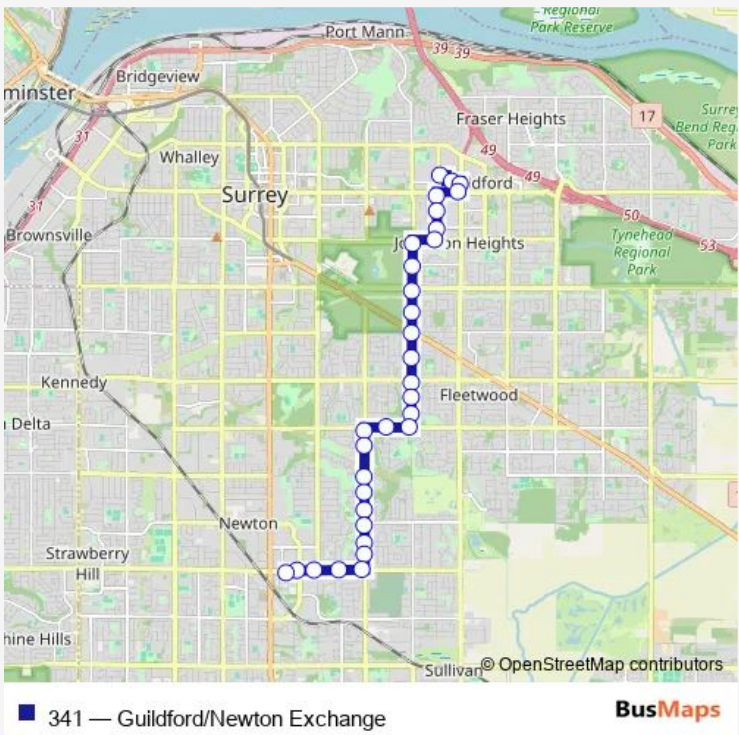 Regional
Park Reserve
Port Mann
39 39
Bridgeview
minster
17
Surrey
Bend Reg
Park
Fraser Heights
31
49
Whalley
49
dford
Surrey
31
50
Brownsville
Heights
Tynehead
Regional
Park
53
Kennedy
Fleetwood
Delta
Newton
Strawberry
Hill
hine Hills
Sullivan
© OpenStreetMap contributors
341 — Guildford/Newton Exchange
BusMaps